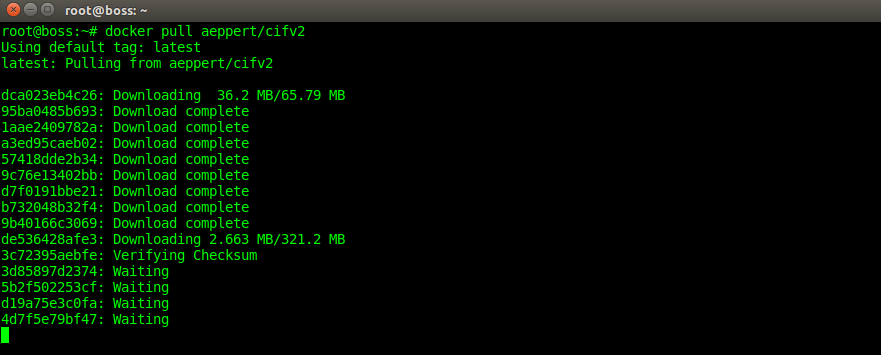 root@boss: ~
root@boss:~# docker pull aeppert/cifv2
Using default tag: latest
latest: Pulling from aeppert/cifv2
dca023eb4c26: Downloading  36.2 MB/65.79 MB
95ba0485b693: Download complete
1aae2409782a: Download complete
a3ed95caeb02: Download complete
57418dde2b34: Download complete
9c76e13402bb: Download complete
d7f0191bbe21: Download complete
b732048b32f4: Download complete
9b40166c3069: Download complete
de536428afe3: Downloading 2.663 MB/321.2 MB
3c72395aebfe: Verifying Checksum
3d85897d2374: Waiting
5b2f502253cf: Waiting
d19a75e3c0fa: Waiting
4d7f5e79bf47: Waiting